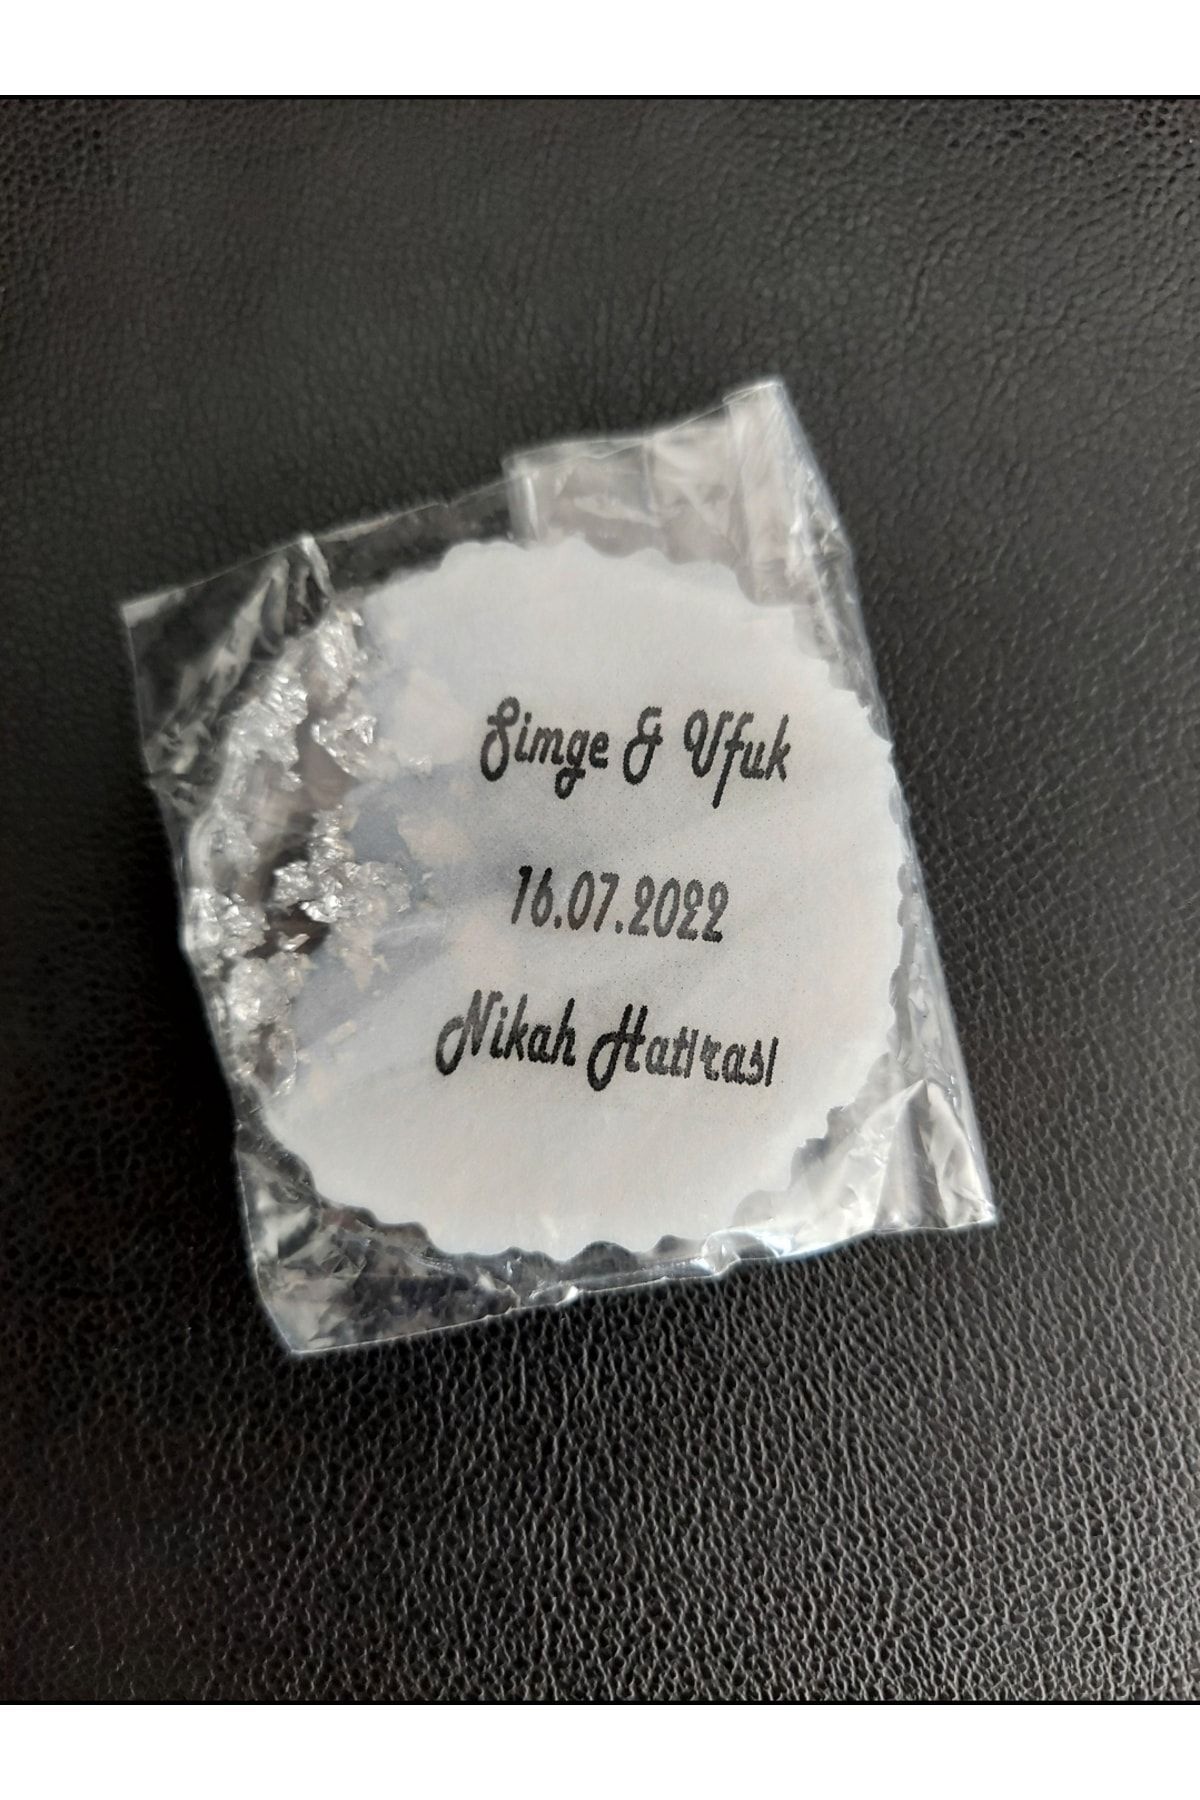 Simge & Ufuk
16.07.2022
Nikah Hatırası